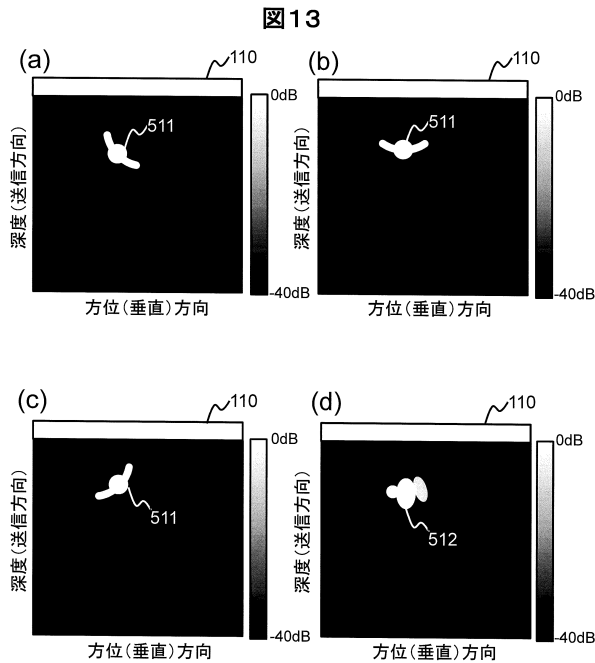 図13
(a)
110
0dB
511
深度(送信方向)
-40dB
方位(垂直)方向
(b)
110
0dB
511
深度(送信方向)
-40dB
方位(垂直)方向
(c)
110
0dB
511
深度(送信方向)
-40dB
方位(垂直)方向
(d)
110
0dB
512
深度(送信方向)
-40dB
方位(垂直)方向